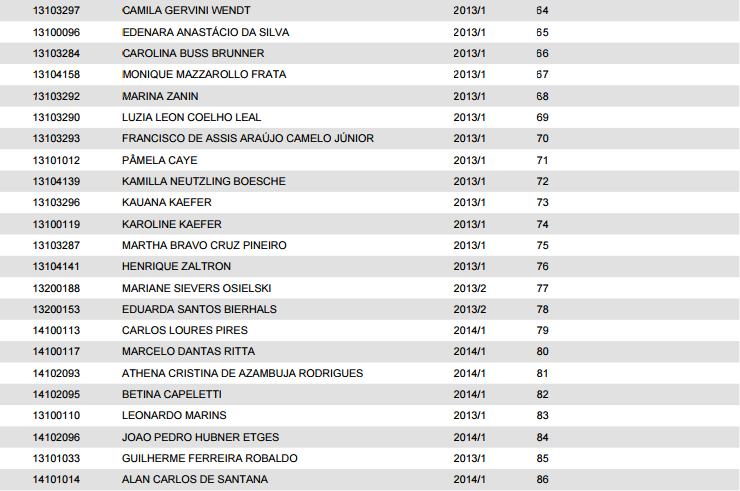 13103297 CAMILA GERVINI WENDT 2013/1 64
13100096 EDENARA ANASTÁCIO DA SILVA 2013/1 65
13103284 CAROLINA BUSS BRUNNER 2013/1 66
13104158 MONIQUE MAZZAROLLO FRATA 2013/1 67
13103292 MARINA ZANIN 2013/1 68
13103290 LUZIA LEON COELHO LEAL 2013/1 69
13103293 FRANCISCO DE ASSIS ARAÚJO CAMELO JÚNIOR 2013/1 70
13101012 PÂMELA CAYE 2013/1 71
13104139 KAMILLA NEUTZLING BOESCHE 2013/1 72
13103296 KAUANA KAEFER 2013/1 73
13100119 KAROLINE KAEFER 2013/1 74
13103287 MARTHA BRAVO CRUZ PINEIRO 2013/1 75
13104141 HENRIQUE ZALTRON 2013/1 76
13200188 MARIANE SIEVERS OSIELSKI 2013/2 77
13200153 EDUARDA SANTOS BIERHALS 2013/2 78
14100113 CARLOS LOURES PIRES 2014/1 79
14100117 MARCELO DANTAS RITTA 2014/1 80
14102093 ATHENA CRISTINA DE AZAMBUJA RODRIGUES 2014/1 81
14102095 BETINA CAPELETTI 2014/1 82
13100110 LEONARDO MARINS 2013/1 83
14102096 JOAO PEDRO HUBNER ETGES 2014/1 84
13101033 GUILHERME FERREIRA ROBALDO 2013/1 85
14101014 ALAN CARLOS DE SANTANA 2014/1 86